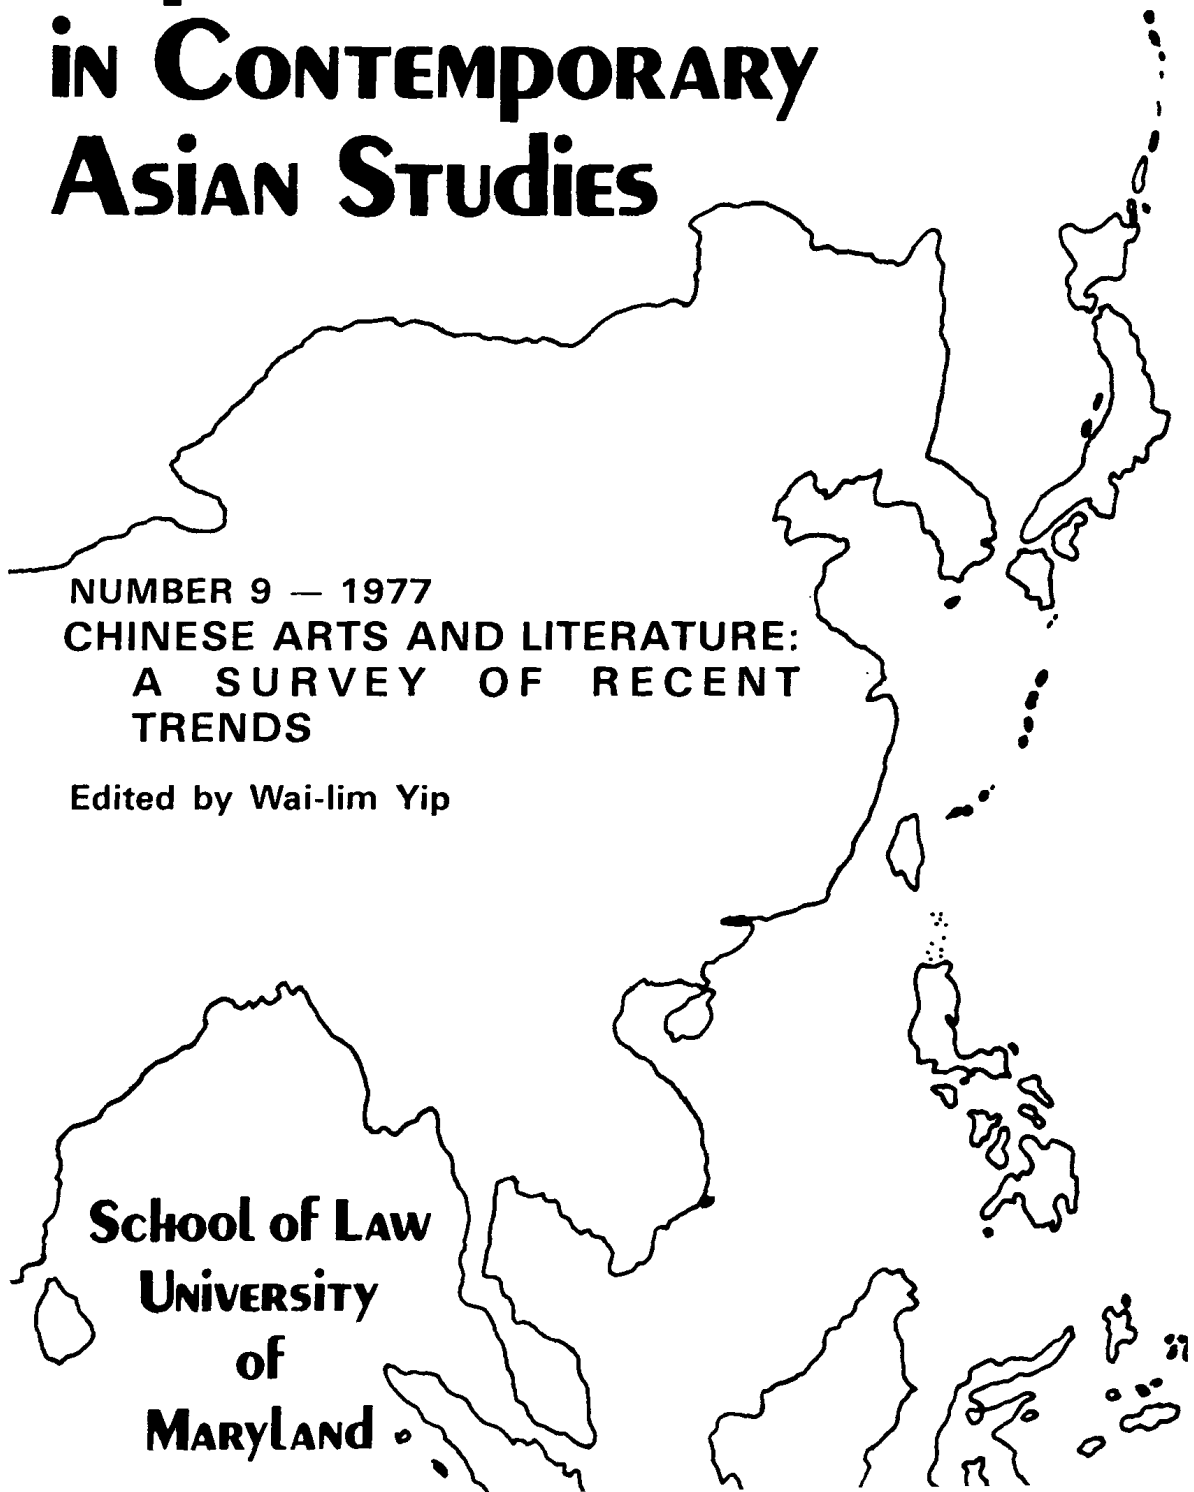 in Contemporary
Asian Studies
NUMBER 9 — 1977
CHINESE ARTS AND LITERATURE:
A SURVEY OF RECENT
TRENDS
Edited by Wai-lim Yip
School of Law
University
of
Maryland